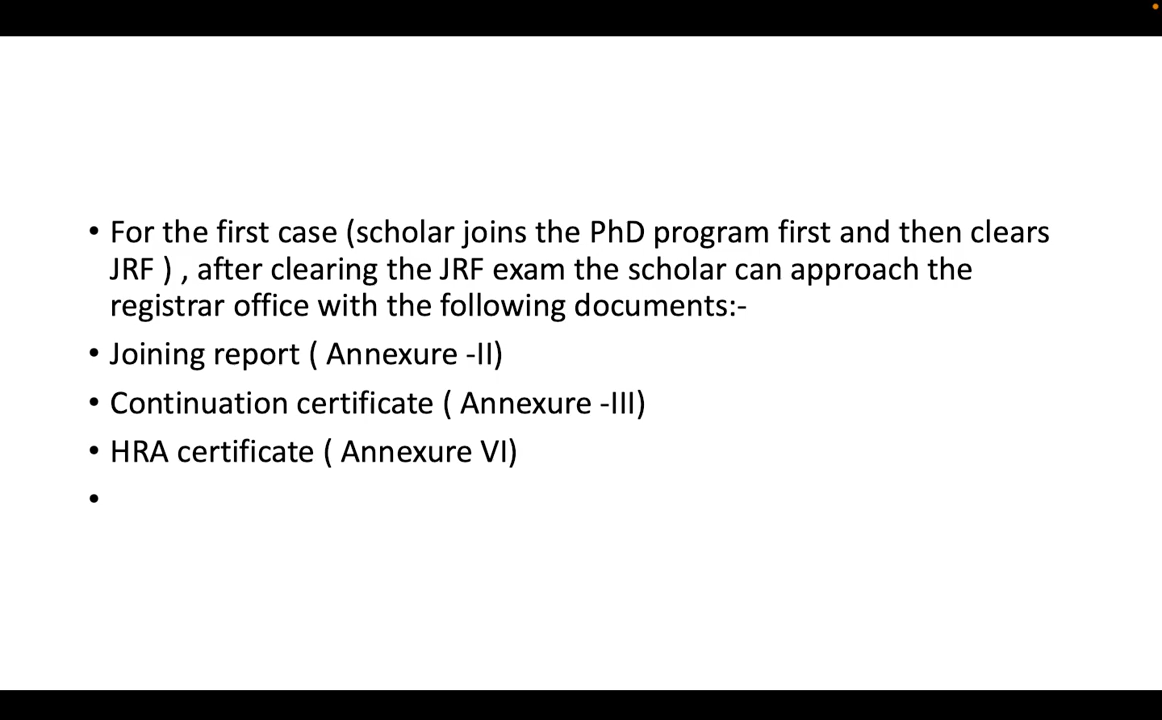 • For the first case (scholar joins the PhD program first and then clears
JRF ) , after clearing the JRF exam the scholar can approach the
registrar office with the following documents:-
• Joining report ( Annexure -II)
• Continuation certificate ( Annexure -III)
• HRA certificate ( Annexure VI)
•